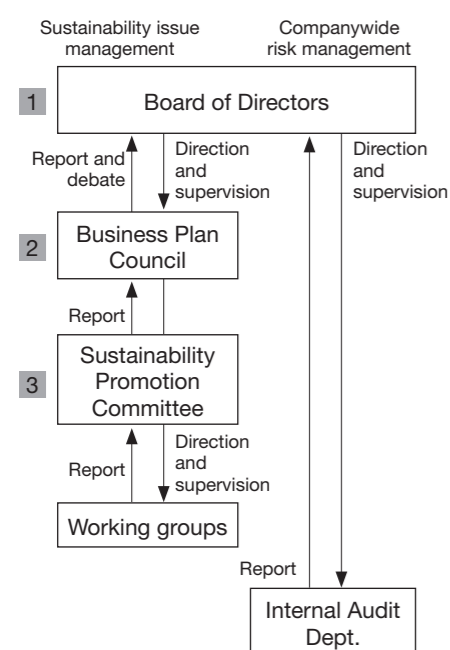 Sustainability issue
management
Companywide
risk management
1
Board of Directors
Report and
debate
Direction
and
supervision
Direction
and
supervision
2
Business Plan
Council
Report
3
Sustainability
Promotion
Committee
Report
Direction
and
supervision
Working groups
Report
Internal Audit
Dept.